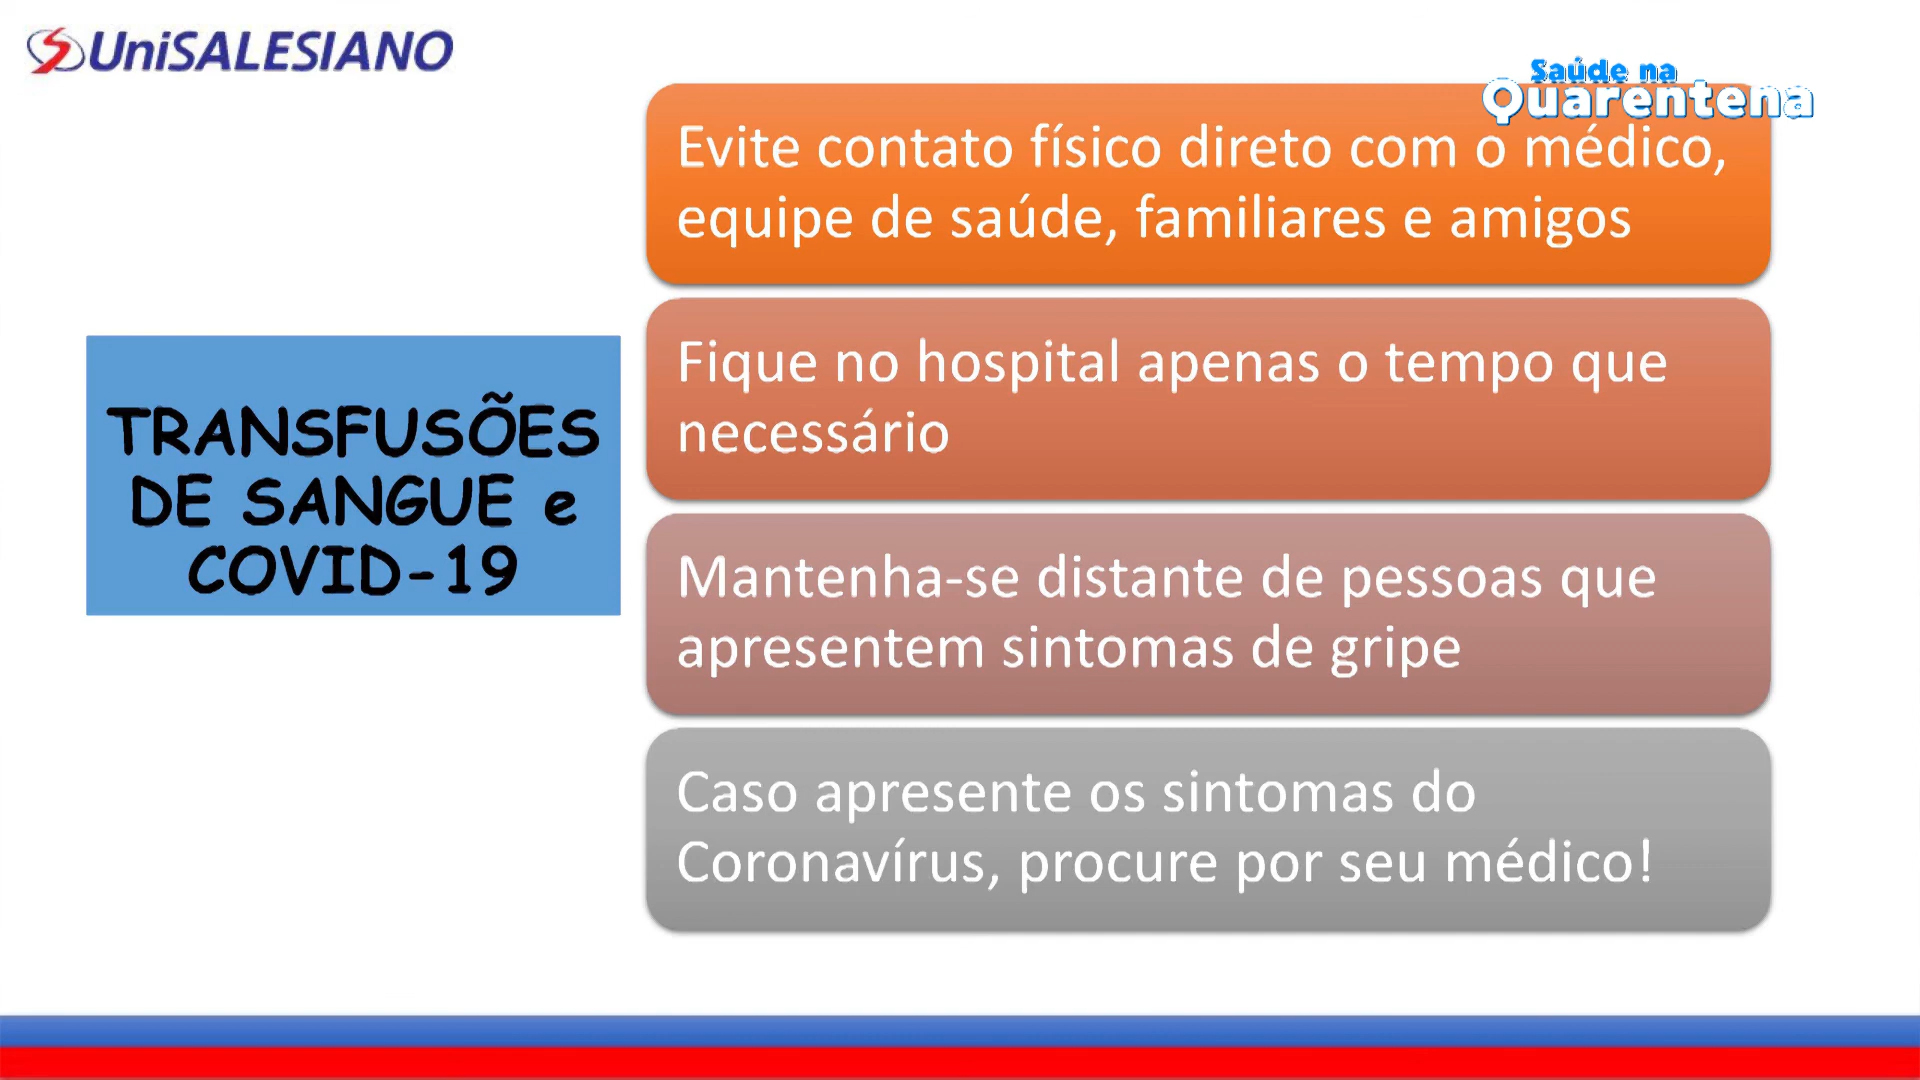 UniSALESIANO
Saúde na
Quarentena
Evite contato físico direto com o médico,
equipe de saúde, familiares e amigos
Fique no hospital apenas o tempo que
necessário
Mantenha-se distante de pessoas que
apresentem sintomas de gripe
Caso apresente os sintomas do
Coronavírus, procure por seu médico!
TRANSFUSÕES
DE SANGUE e
COVID-19